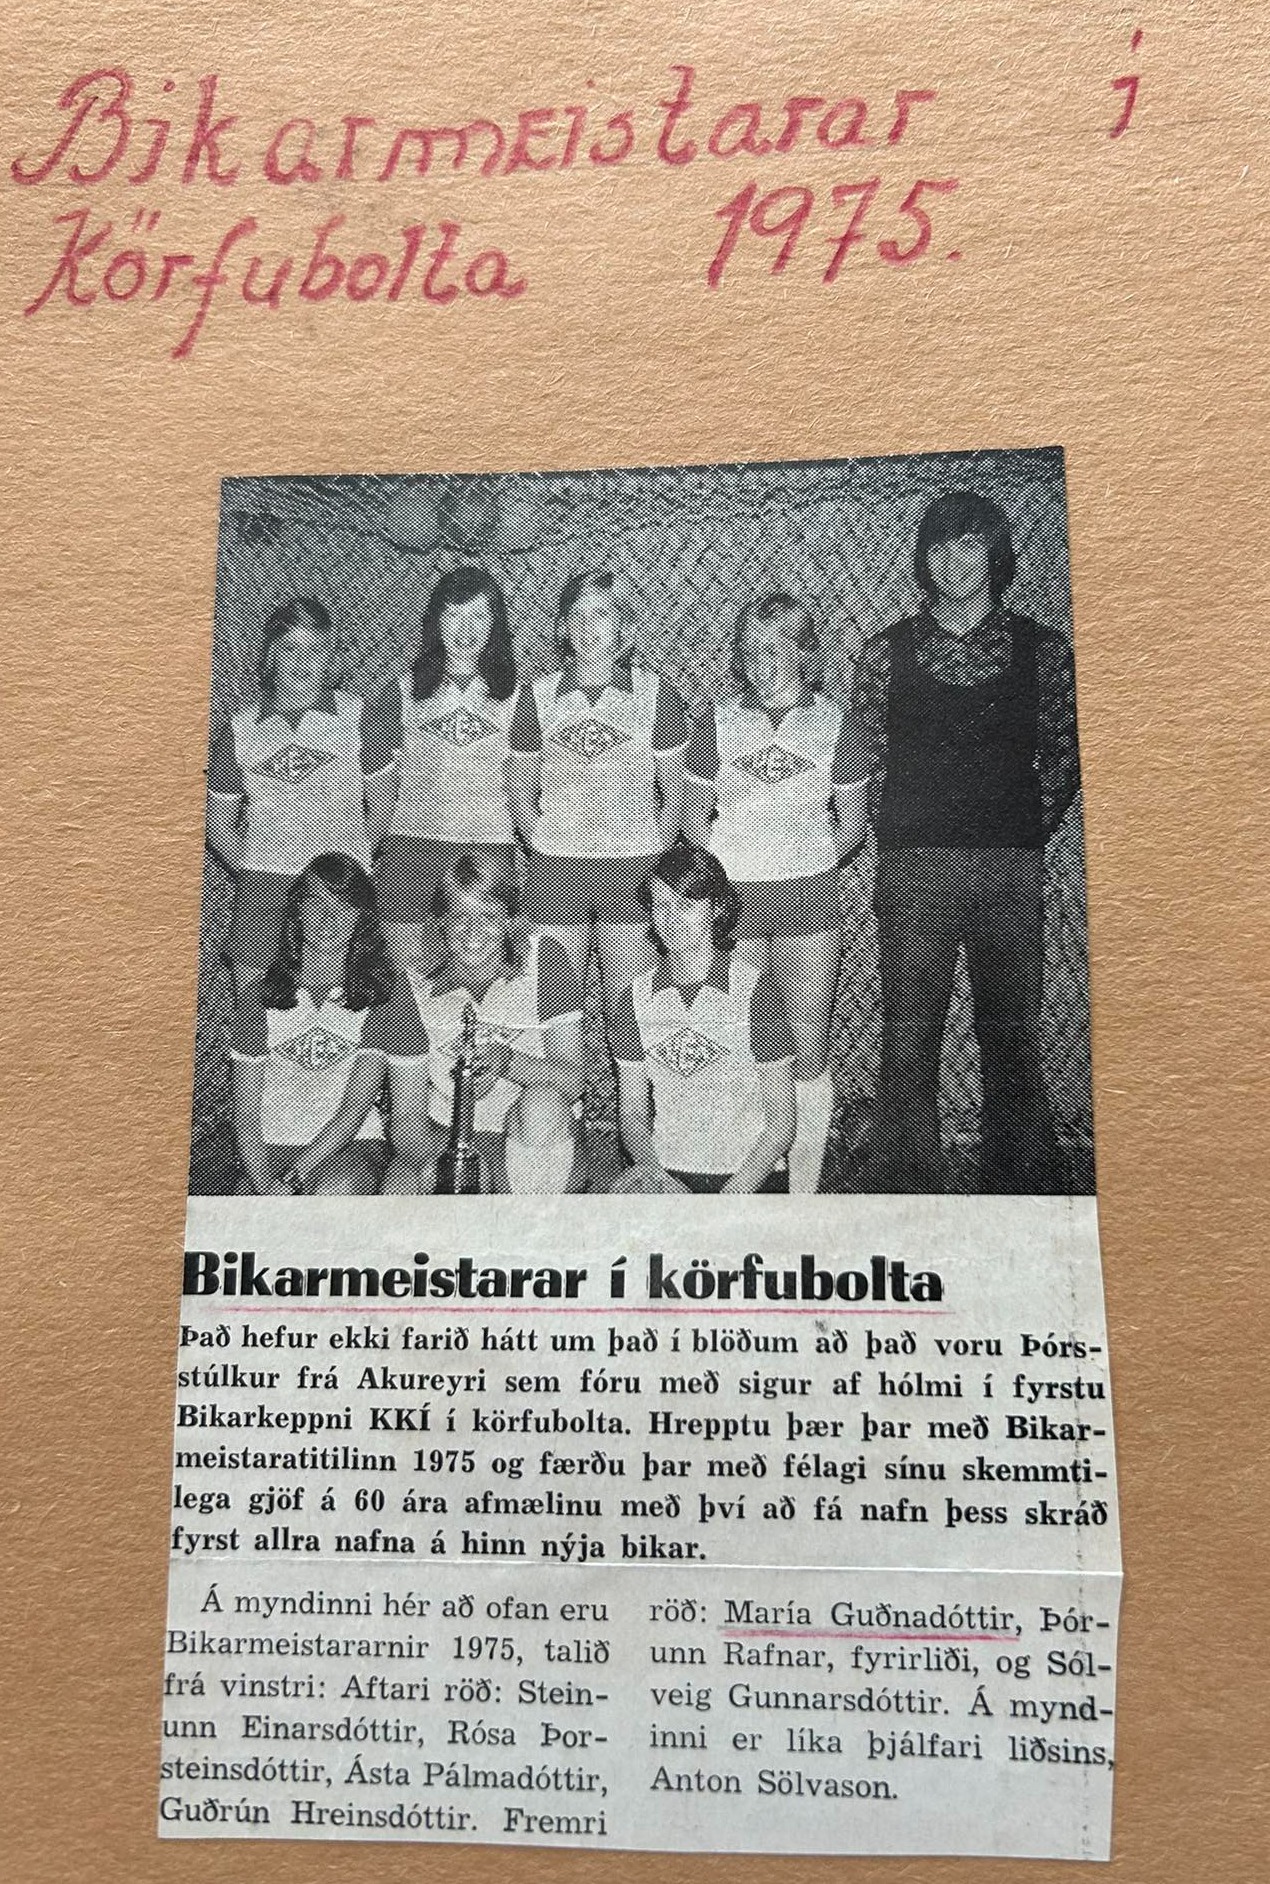 Bikarmeistarar í
Körfubolta 1975.
Bikarmeistarar í körfubolta
Það hefur ekki farið hátt um það í blöðum að það voru Þórs-
stúlkur frá Akureyri sem fóru með sigur af hólmi í fyrstu
Bikarkeppni KKÍ í körfubolta. Hrepptu þær þar með Bikar-
meistaratitilinn 1975 og færðu þar með félagi sínu skemmti-
lega gjöf á 60 ára afmælinu með því að fá nafn þess skráð
fyrst allra nafna á hinn nýja bikar.
Á myndinni hér að ofan eru
Bikarmeistararnir 1975, talið
frá vinstri: Aftari röð: Stein-
unn Einarsdóttir, Rósa Þor-
steinsdóttir, Ásta Pálmadóttir,
Guðrún Hreinsdóttir. Fremri
röð: María Guðnadóttir, Þór-
unn Rafnar, fyrirliði, og Sól-
veig Gunnarsdóttir. Á mynd-
inni er líka þjálfari liðsins,
Anton Sölvason.